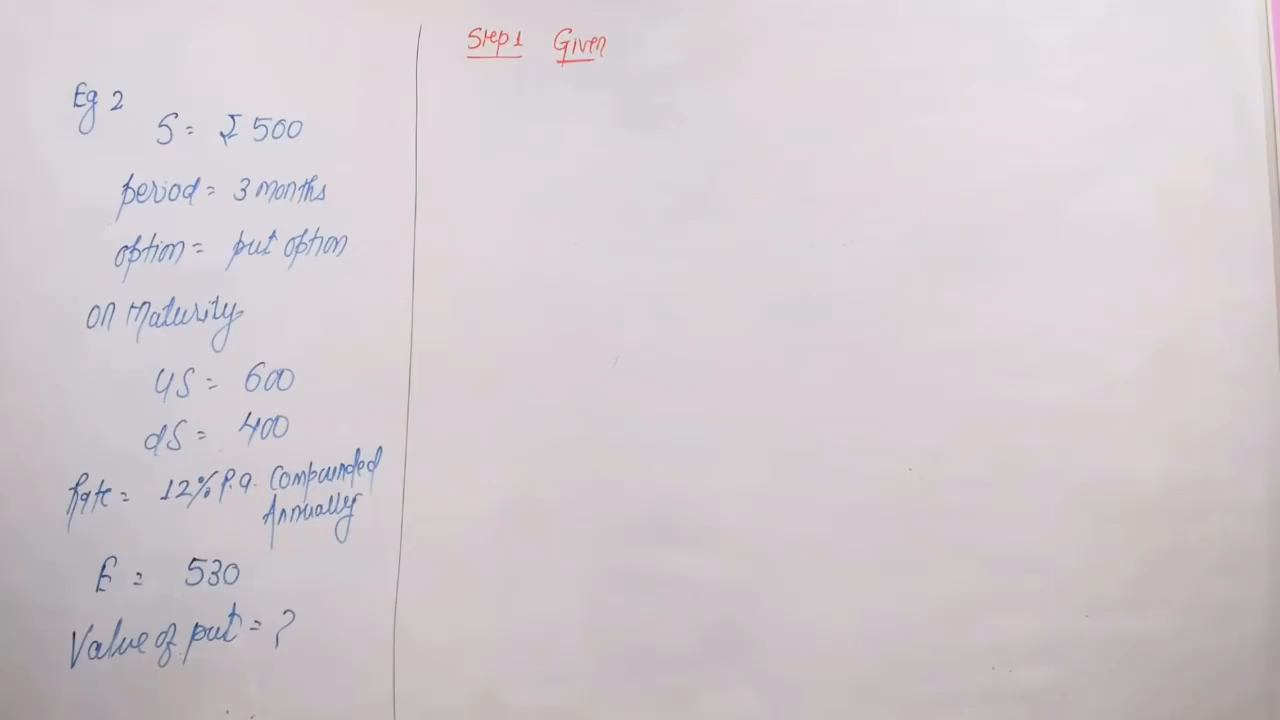 Eg 2
S = ₹ 500
period = 3 months
option = put option
on Maturity
US = 600
dS = 400
Rate = 12% P.a. Compounded
Annually
E = 530
Value of put = ?
Step 1 Given